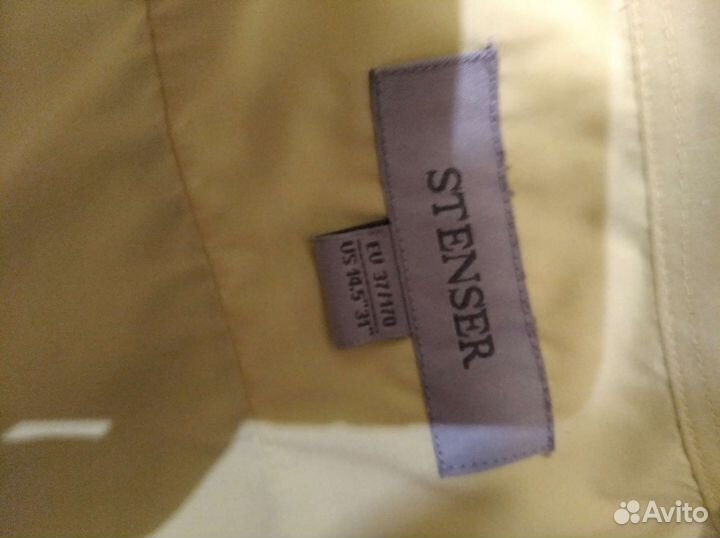 STENSER
EU 37/170
US 14,5" 31"
Avito